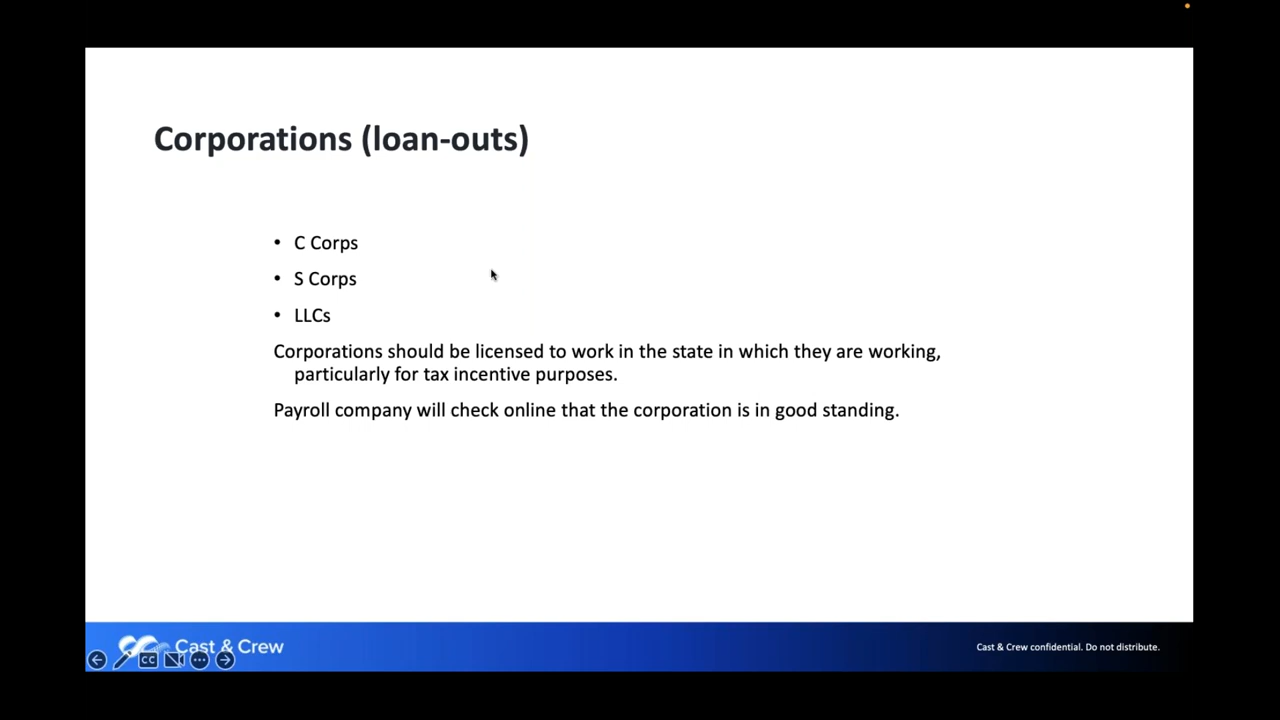 Corporations (loan-outs)
• C Corps
• S Corps
• LLCs
Corporations should be licensed to work in the state in which they are working,
particularly for tax incentive purposes.
Payroll company will check online that the corporation is in good standing.
Cast & Crew
CC
Cast & Crew confidential. Do not distribute.